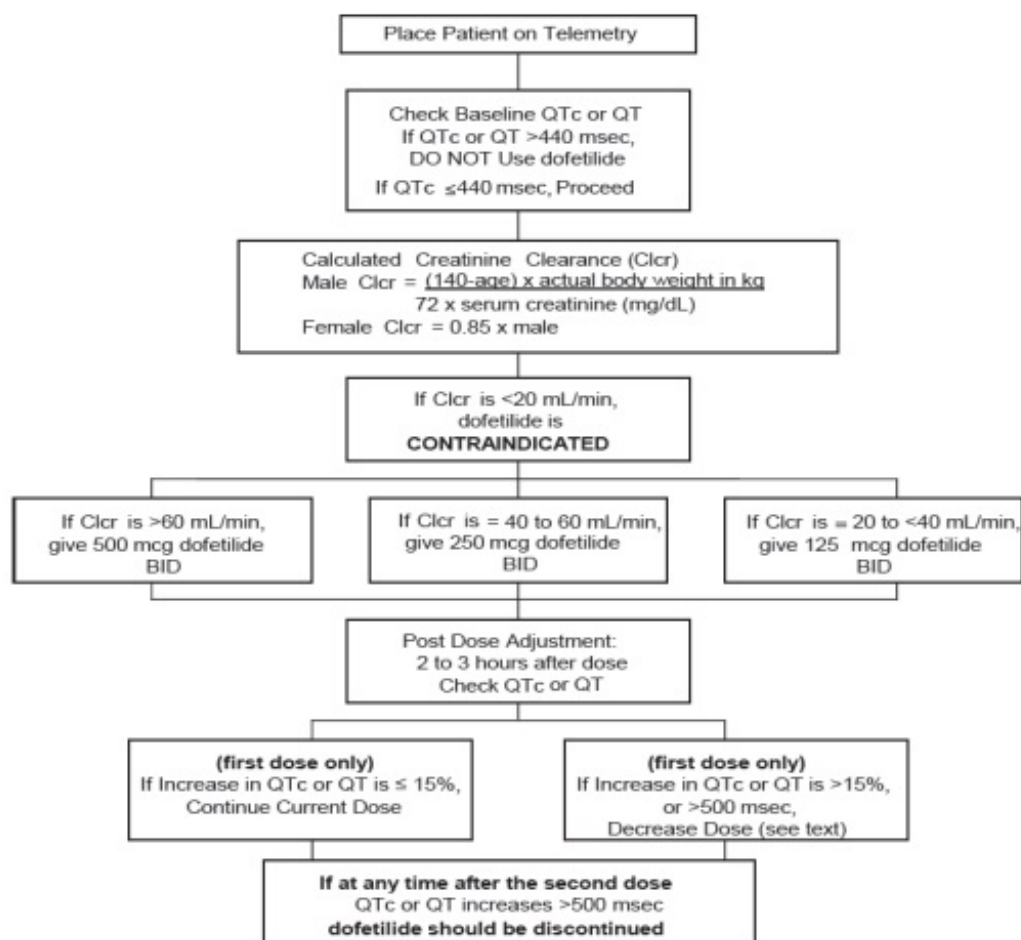 Place Patient on Telemetry
Check Baseline QTc or QT
If QTc or QT >440 msec,
DO NOT Use dofetilide
If QTc ≤440 msec, Proceed
Calculated Creatinine Clearance (Clcr)
Male Clcr = (140-age) x actual body weight in kg
72 x serum creatinine (mg/dL)
Female Clcr = 0.85 x male
If Clcr is <20 mL/min,
dofetilide is
CONTRAINDICATED
If Clcr is >60 mL/min,
give 500 mcg dofetilide
BID
If Clcr is = 40 to 60 mL/min,
give 250 mcg dofetilide
BID
If Clcr is = 20 to <40 mL/min,
give 125 mcg dofetilide
BID
Post Dose Adjustment:
2 to 3 hours after dose
Check QTc or QT
(first dose only)
If Increase in QTc or QT is ≤ 15%,
Continue Current Dose
(first dose only)
If Increase in QTc or QT is >15%,
or >500 msec,
Decrease Dose (see text)
If at any time after the second dose
QTc or QT increases >500 msec
dofetilide should be discontinued